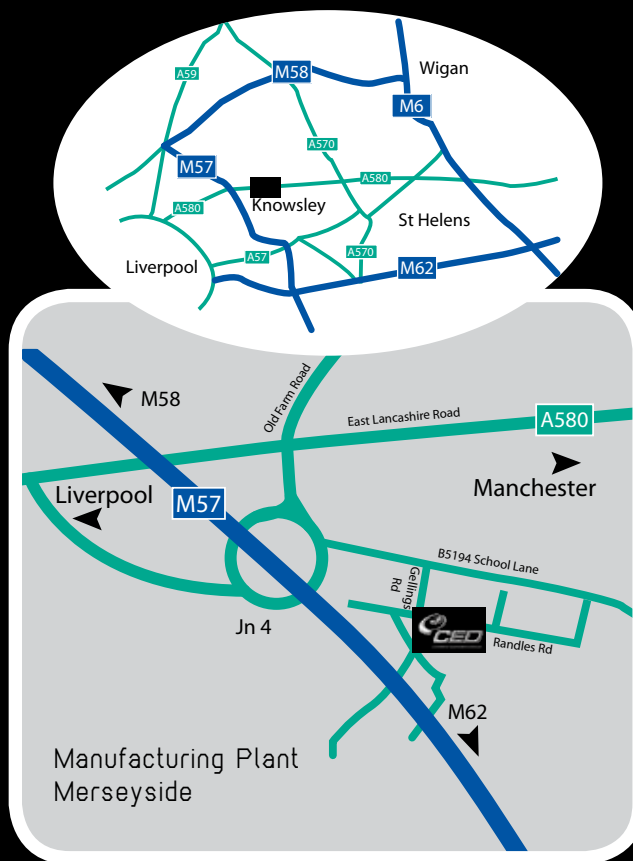 Wigan
A59
M58
M6
A570
M57
A580
A580
Knowsley
St Helens
A57
A570
Liverpool
M62
Old Farm Road
M58
East Lancashire Road
A580
Liverpool
M57
Manchester
B5194 School Lane
Gellings
Rd
Jn 4
CED
Randles Rd
M62
Manufacturing Plant
Merseyside